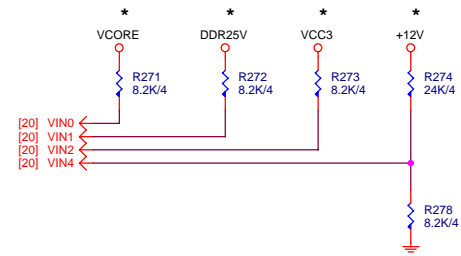 * * * *
VCORE DDR25V VCC3 +12V
R271 R272 R273 R274
8.2K/4 8.2K/4 8.2K/4 24K/4
[20] VIN0
[20] VIN1
[20] VIN2
[20] VIN4
R278
8.2K/4